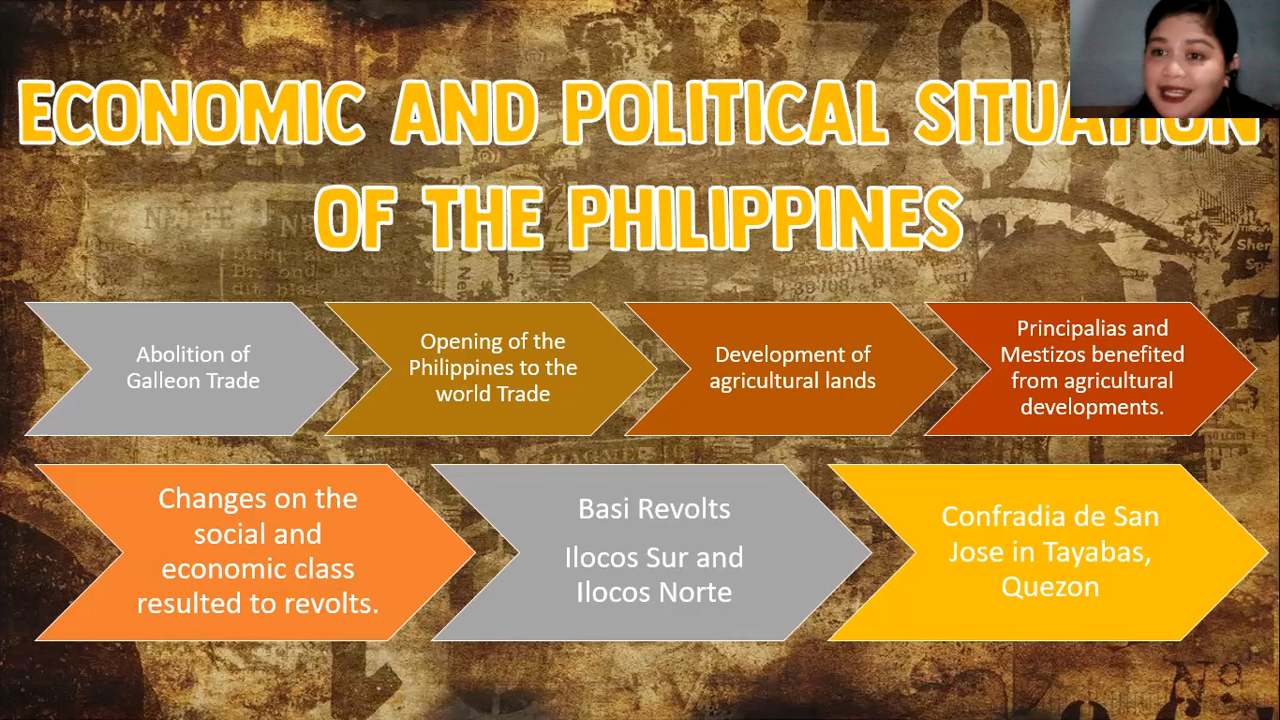 ECONOMIC AND POLITICAL SITUATION
OF THE PHILIPPINES
Abolition of
Galleon Trade
Opening of the
Philippines to the
world Trade
Development of
agricultural lands
Principalias and
Mestizos benefited
from agricultural
developments.
Changes on the
social and
economic class
resulted to revolts.
Basi Revolts
Ilocos Sur and
Ilocos Norte
Confradia de San
Jose in Tayabas,
Quezon